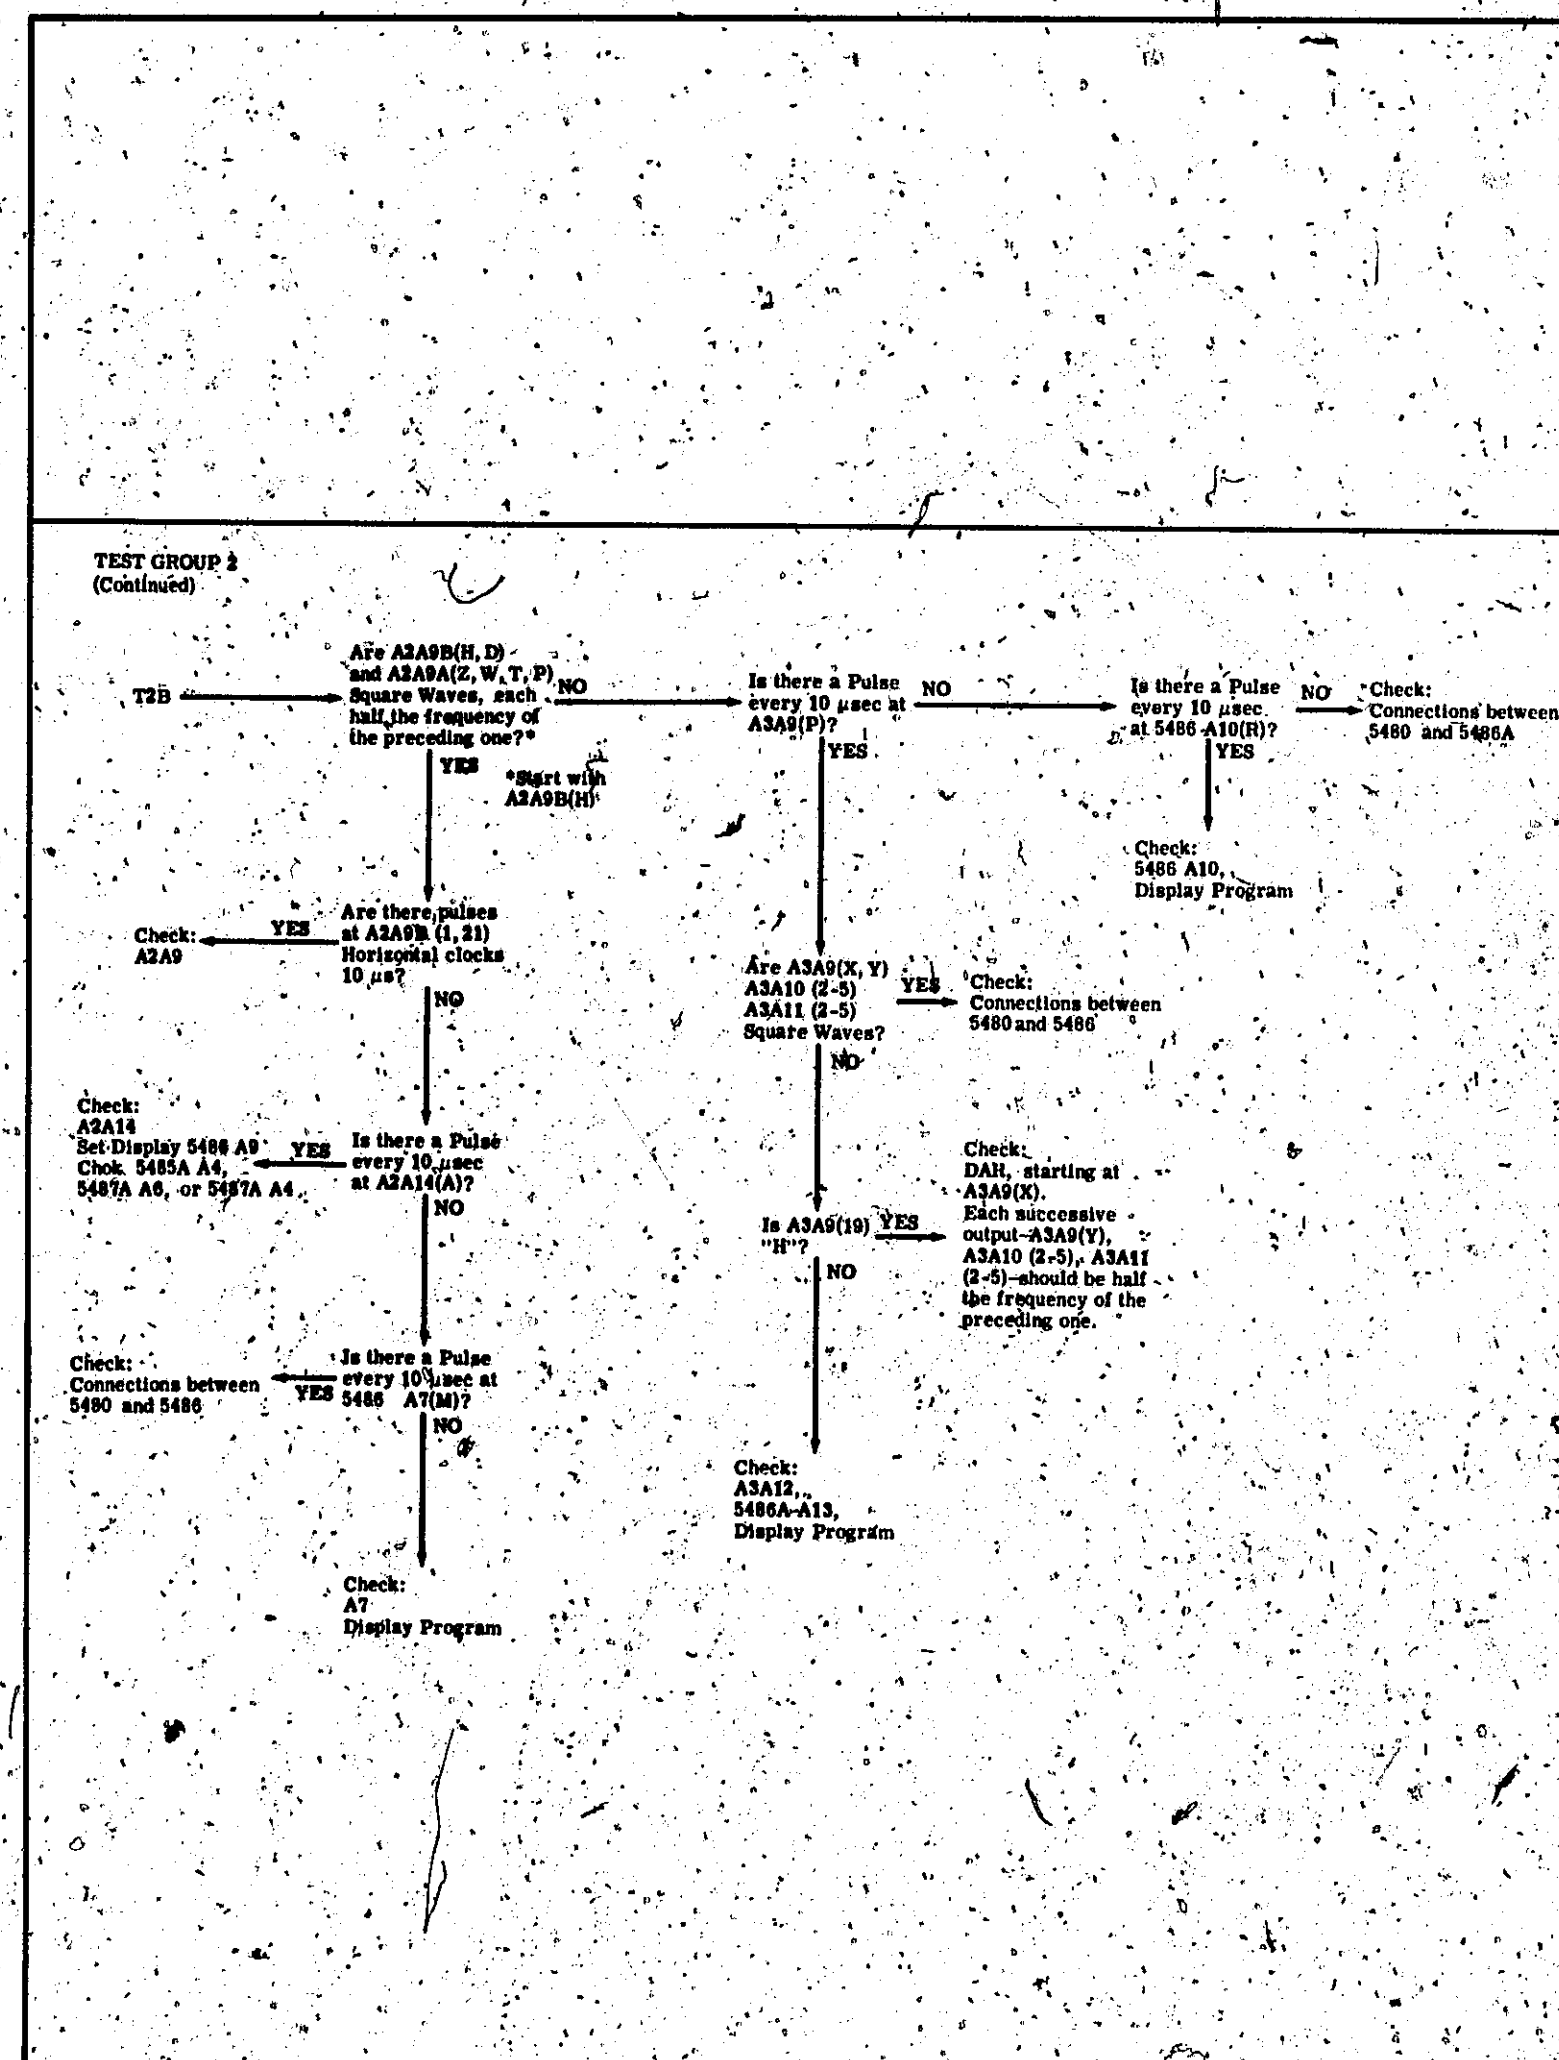 TEST GROUP 2
(Continued)
T2B
Are A2A9B(H, D)
and A2A9A(Z, W, T, P)
Square Waves, each
half the frequency of
the preceding one?*
NO
YES
*Start with
A2A9B(H)
Is there a Pulse
every 10 μsec at
A3A9(P)?
NO
YES
Is there a Pulse
every 10 μsec
at 5486 A10(R)?
NO
YES
Check:
Connections between
5480 and 5486A
Check:
5486 A10,
Display Program
Are there pulses
at (1, 21)
Horizontal clocks
10 μs?
YES
NO
Check:
A2A9
Are A3A9(X, Y)
A3A10 (2-5)
A3A11 (2-5)
Square Waves?
YES
NO
Check:
Connections between
5480 and 5486
Is there a Pulse
every 10 μsec
at A2A14(A)?
YES
NO
Check:
A2A14
Set Display 5486 A9
Chok 5485A A4,
5487A A6, or 5487A A4
Is A3A9(19)
"H"?
YES
NO
Check:
DAH, starting at
A3A9(X).
Each successive
output-A3A9(Y),
A3A10 (2-5), A3A11
(2-5)-should be half
the frequency of the
preceding one.
Is there a Pulse
every 10 μsec at
5486 A7(M)?
YES
NO
Check:
Connections between
5480 and 5486
Check:
A3A12,
5486A-A13,
Display Program
Check:
A7
Display Program